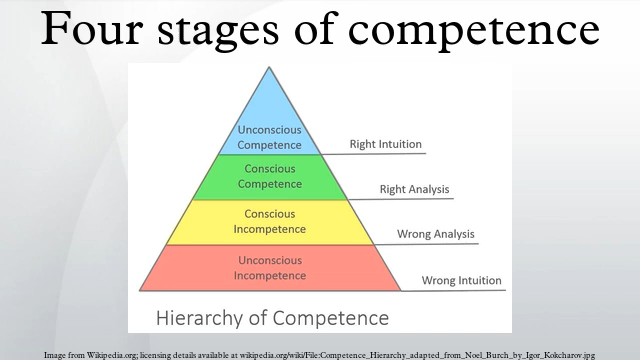 Four stages of competence
Unconscious
Competence
Right Intuition
Conscious
Competence
Right Analysis
Conscious
Incompetence
Wrong Analysis
Unconscious
Incompetence
Wrong Intuition
Hierarchy of Competence
Image from Wikipedia.org; licensing details available at wikipedia.org/wiki/File:Competence_Hierarchy_adapted_from_Noel_Burch_by_Igor_Kokcharov.jpg